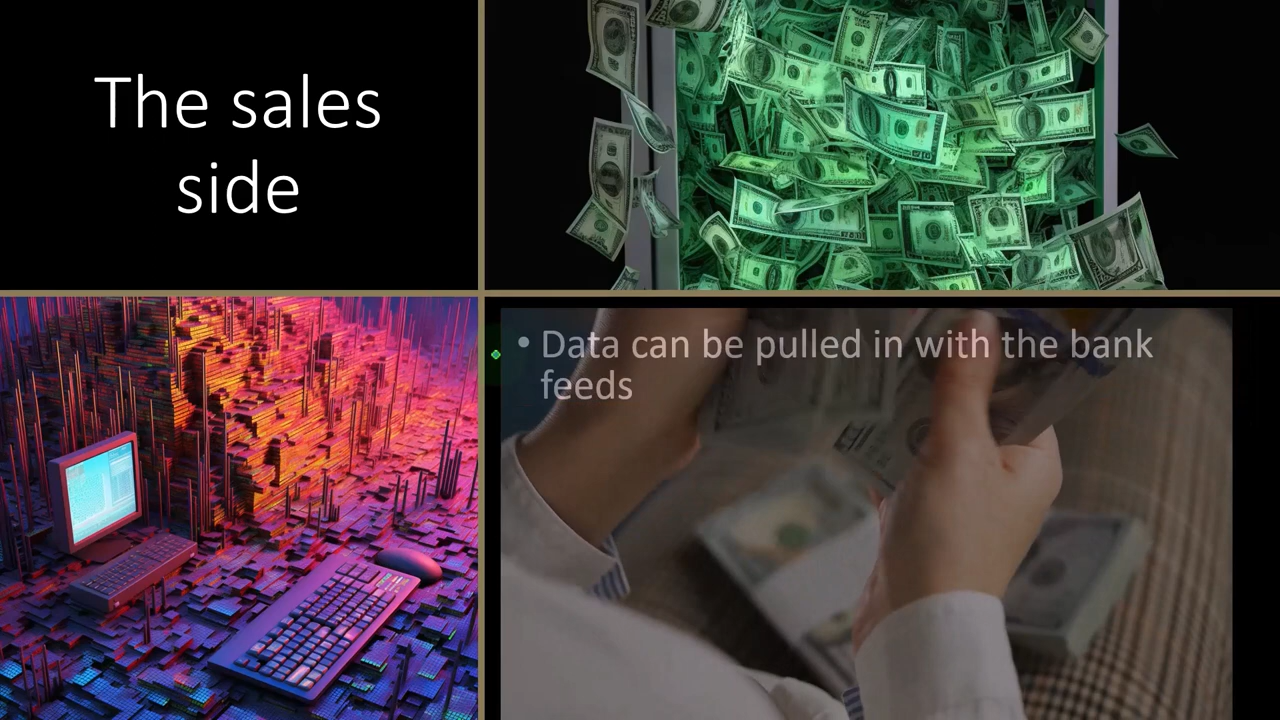 The sales
side
• Data can be pulled in with the bank
feeds